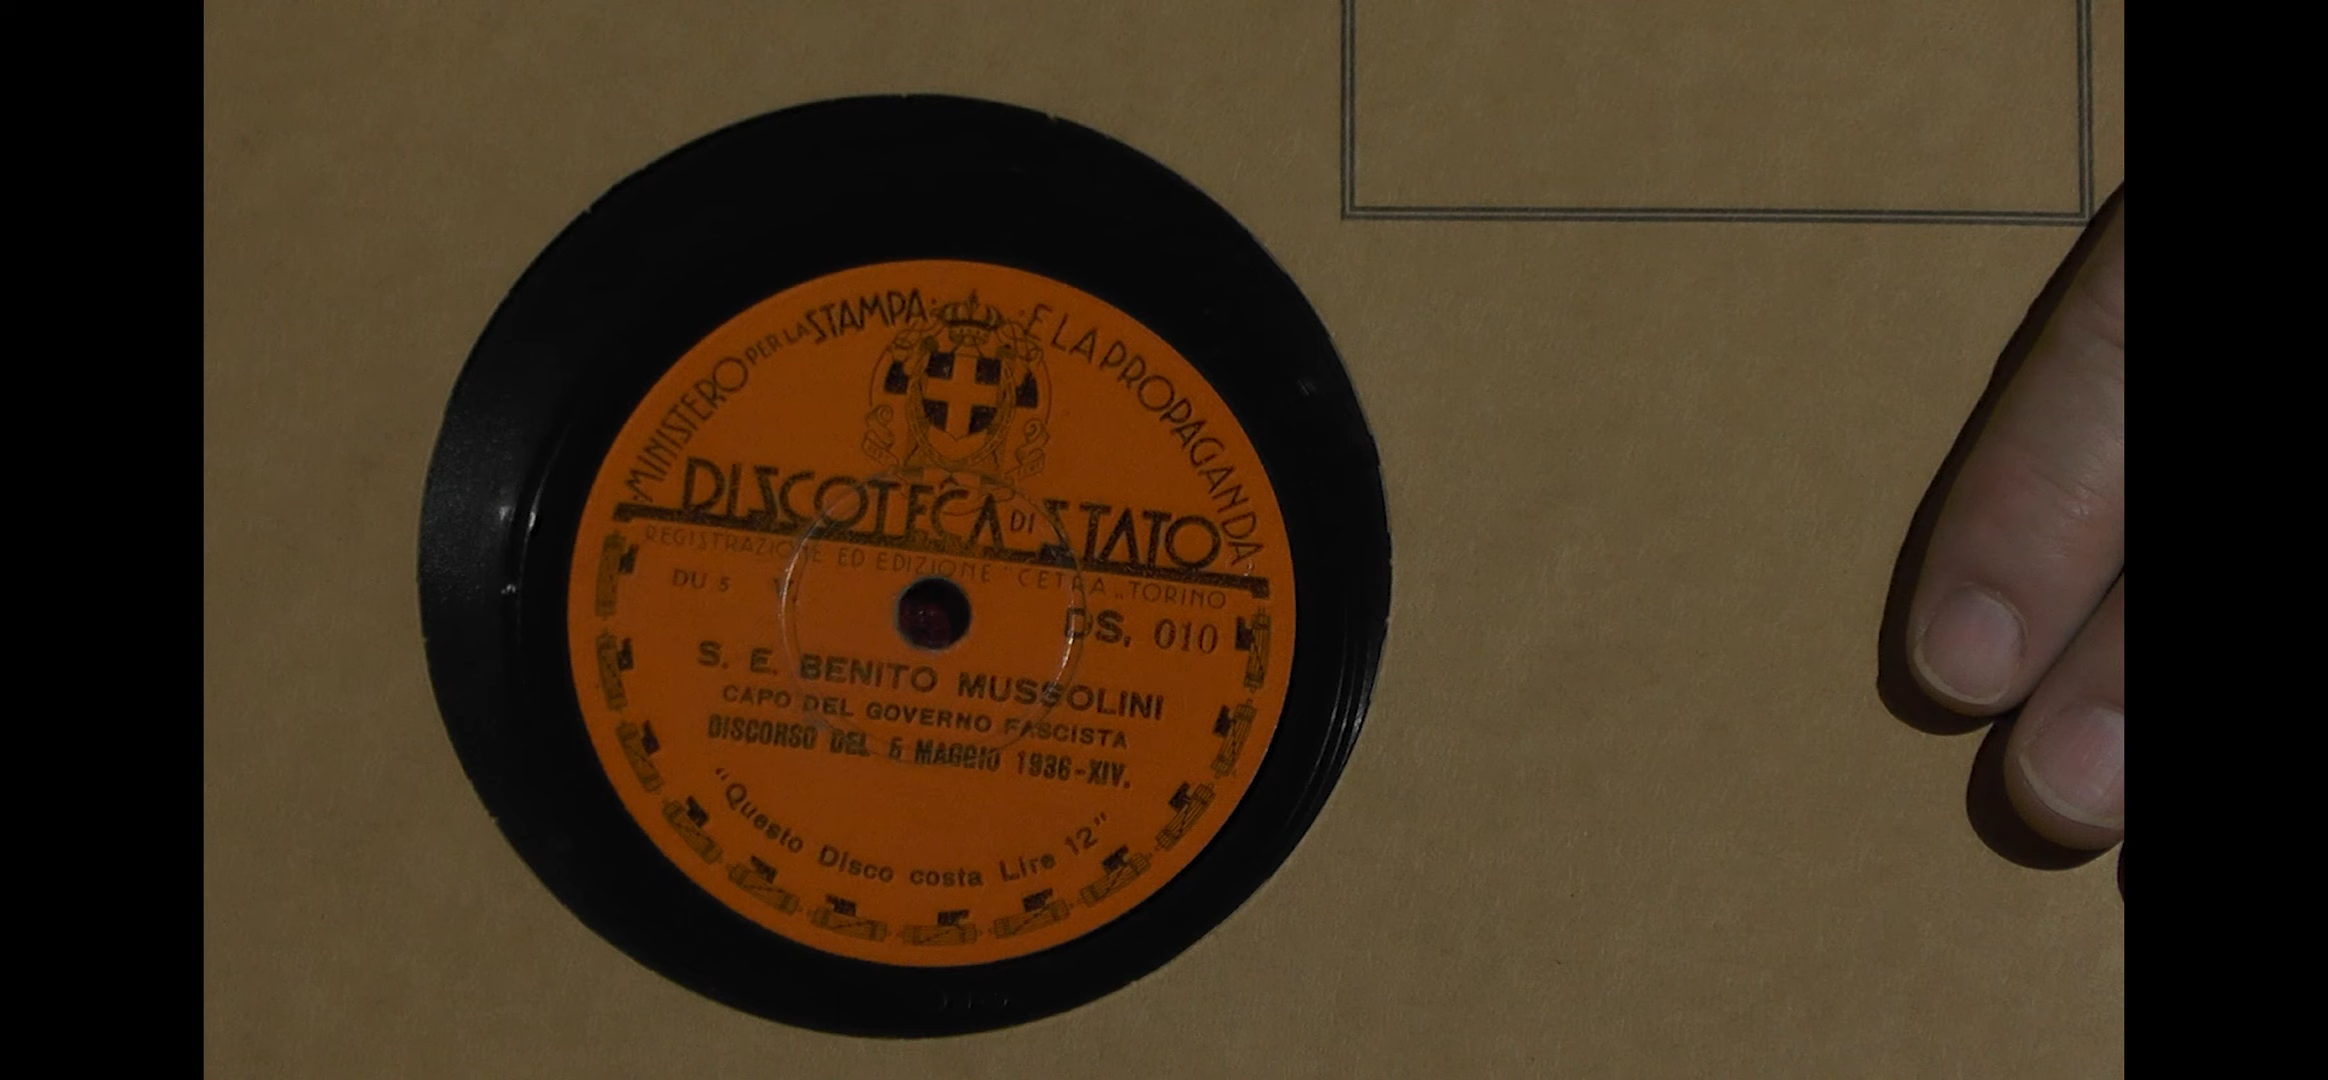 MINISTERO PER LA STAMPA E LA PROPAGANDA
DISCOTECA DI STATO
REGISTRAZIONE ED EDIZIONE "CETRA" TORINO
DU 5
DS. 010
S. E. BENITO MUSSOLINI
CAPO DEL GOVERNO FASCISTA
DISCORSO DEL 5 MAGGIO 1936-XIV.
"Questo Disco costa Lire 12"